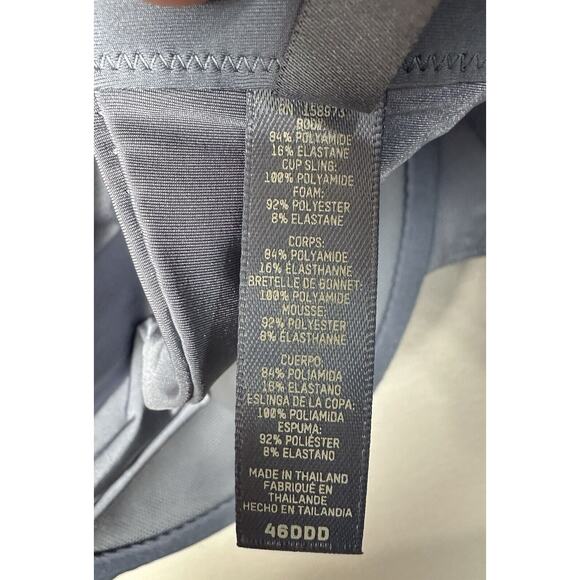 RN 158973
BODY:
84% POLYAMIDE
16% ELASTANE
CUP SLING:
100% POLYAMIDE
FOAM:
92% POLYESTER
8% ELASTANE
CORPS:
84% POLYAMIDE
16% ÉLASTHANNE
BRETELLE DE BONNET:
100% POLYAMIDE
MOUSSE:
92% POLYESTER
8% ÉLASTHANNE
CUERPO:
84% POLIAMIDA
16% ELASTANO
ESLINGA DE LA COPA:
100% POLIAMIDA
ESPUMA:
92% POLIÉSTER
8% ELASTANO
MADE IN THAILAND
FABRIQUÉ EN
THAÏLANDE
HECHO EN TAILANDIA
46DDD